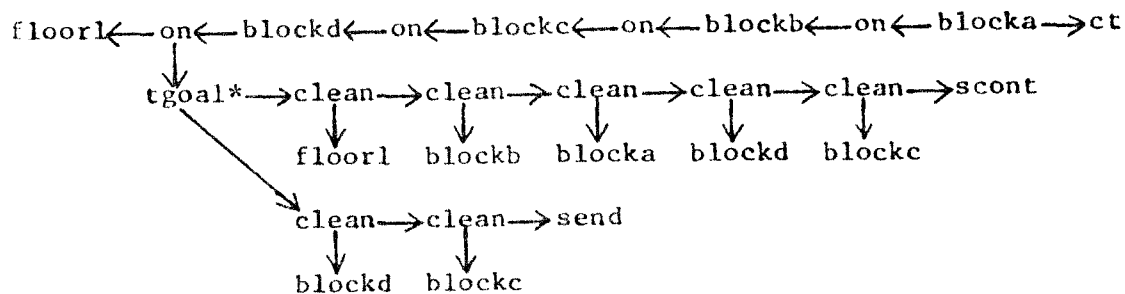 floorl← on← blockd← on← blockc← on← blockb← on← blocka→ct
tgoal*→clean→clean→clean→clean→clean→scont
floorl blockb blocka blockd blockc
clean→clean→send
blockd blockc